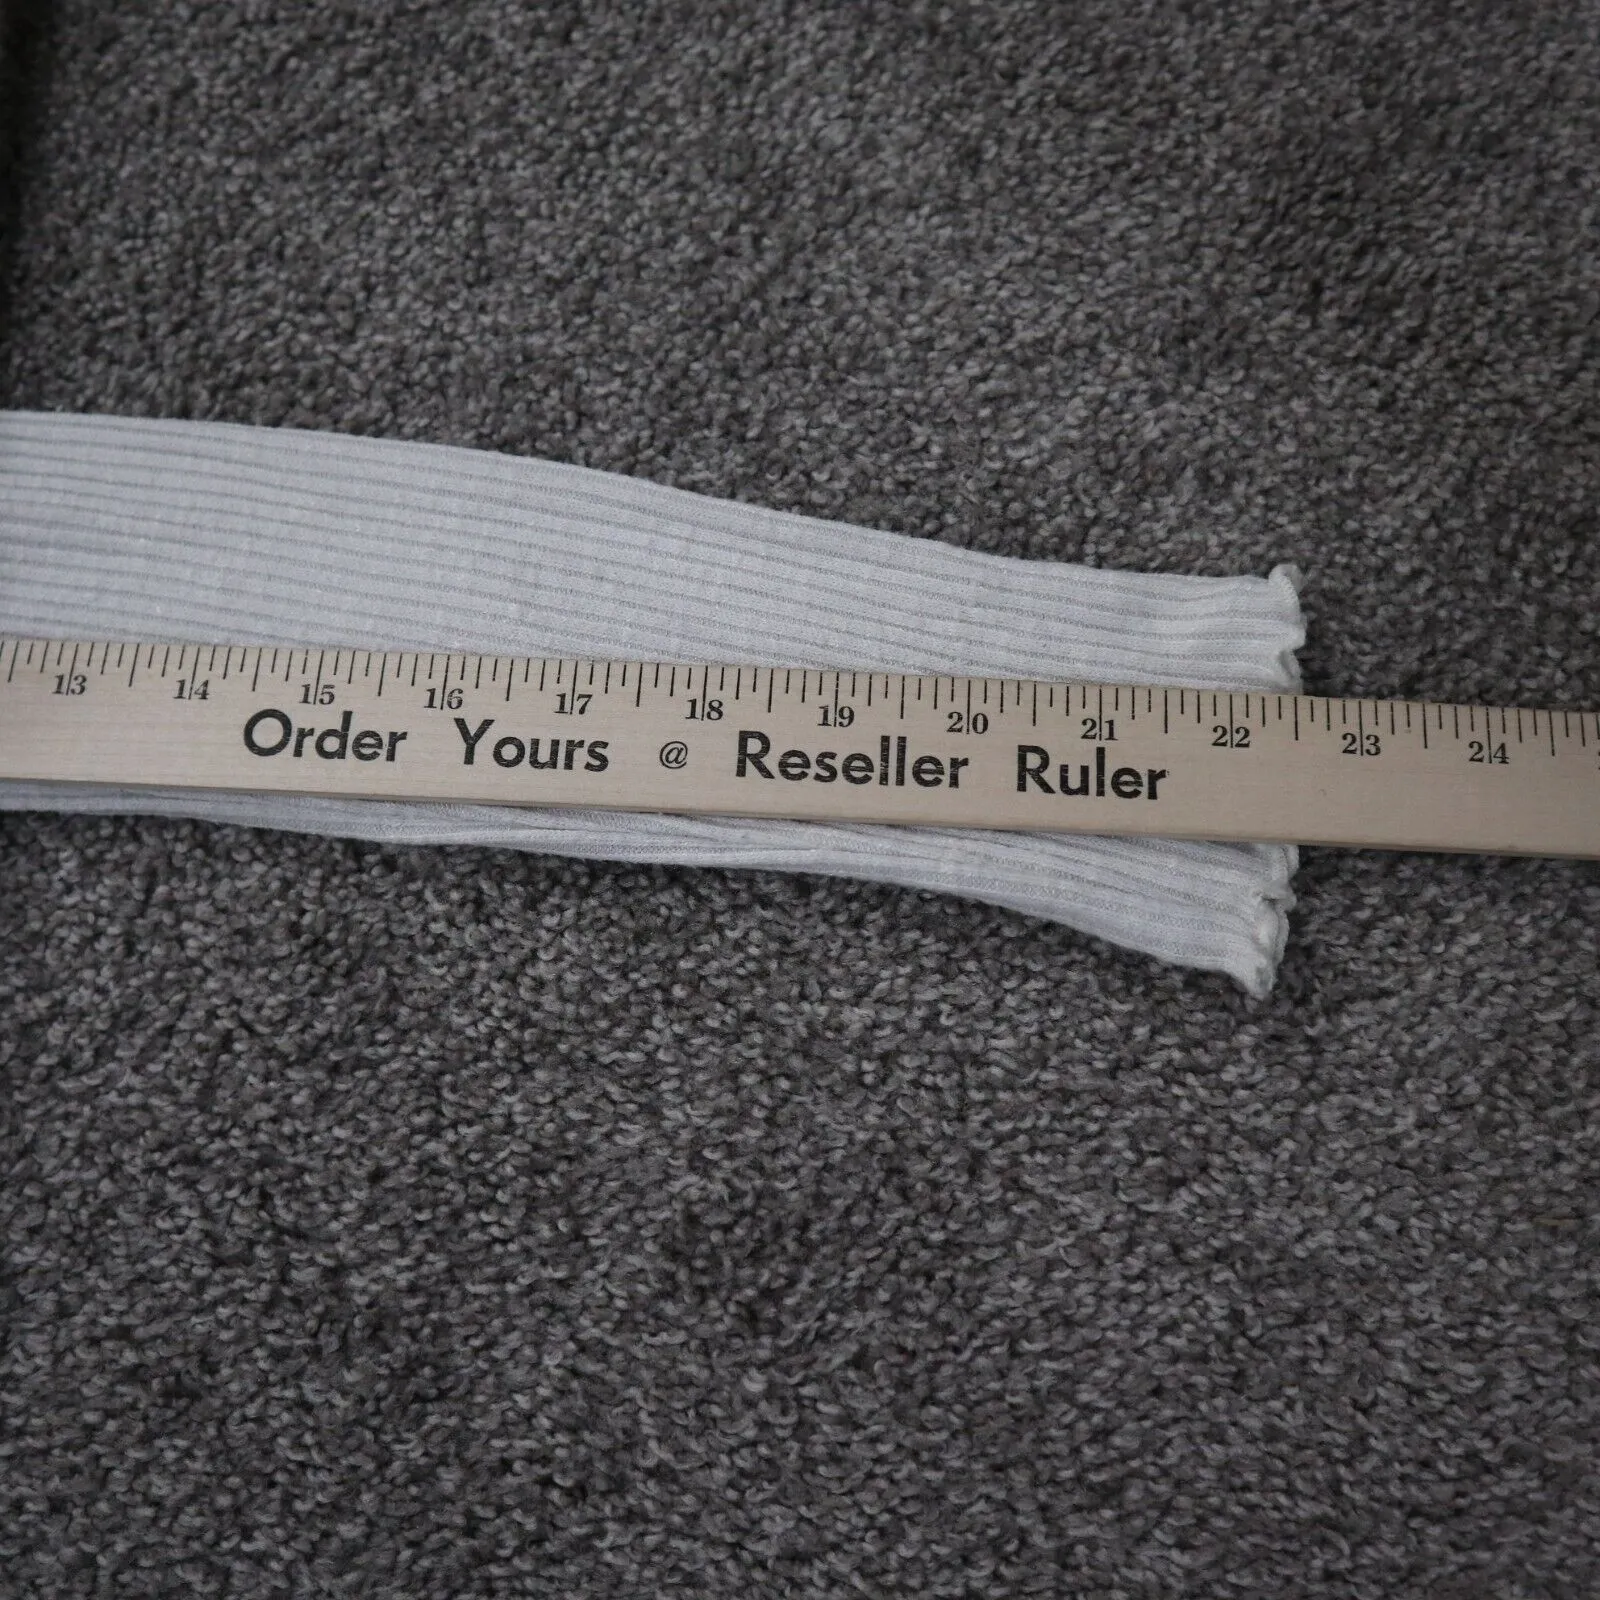 13 14 15 16 17 18 19 20 21 22 23 24
Order Yours @ Reseller Ruler